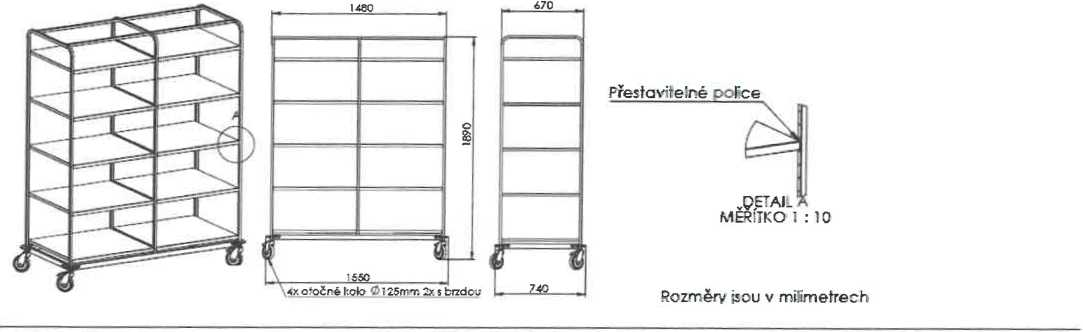 1480
670
A
1890
Přestavitelné police
DETAIL A
MĚŘÍTKO 1 : 10
1550
4x otočné kolo Ø125mm 2x s brzdou
740
Rozměry jsou v milimetrech